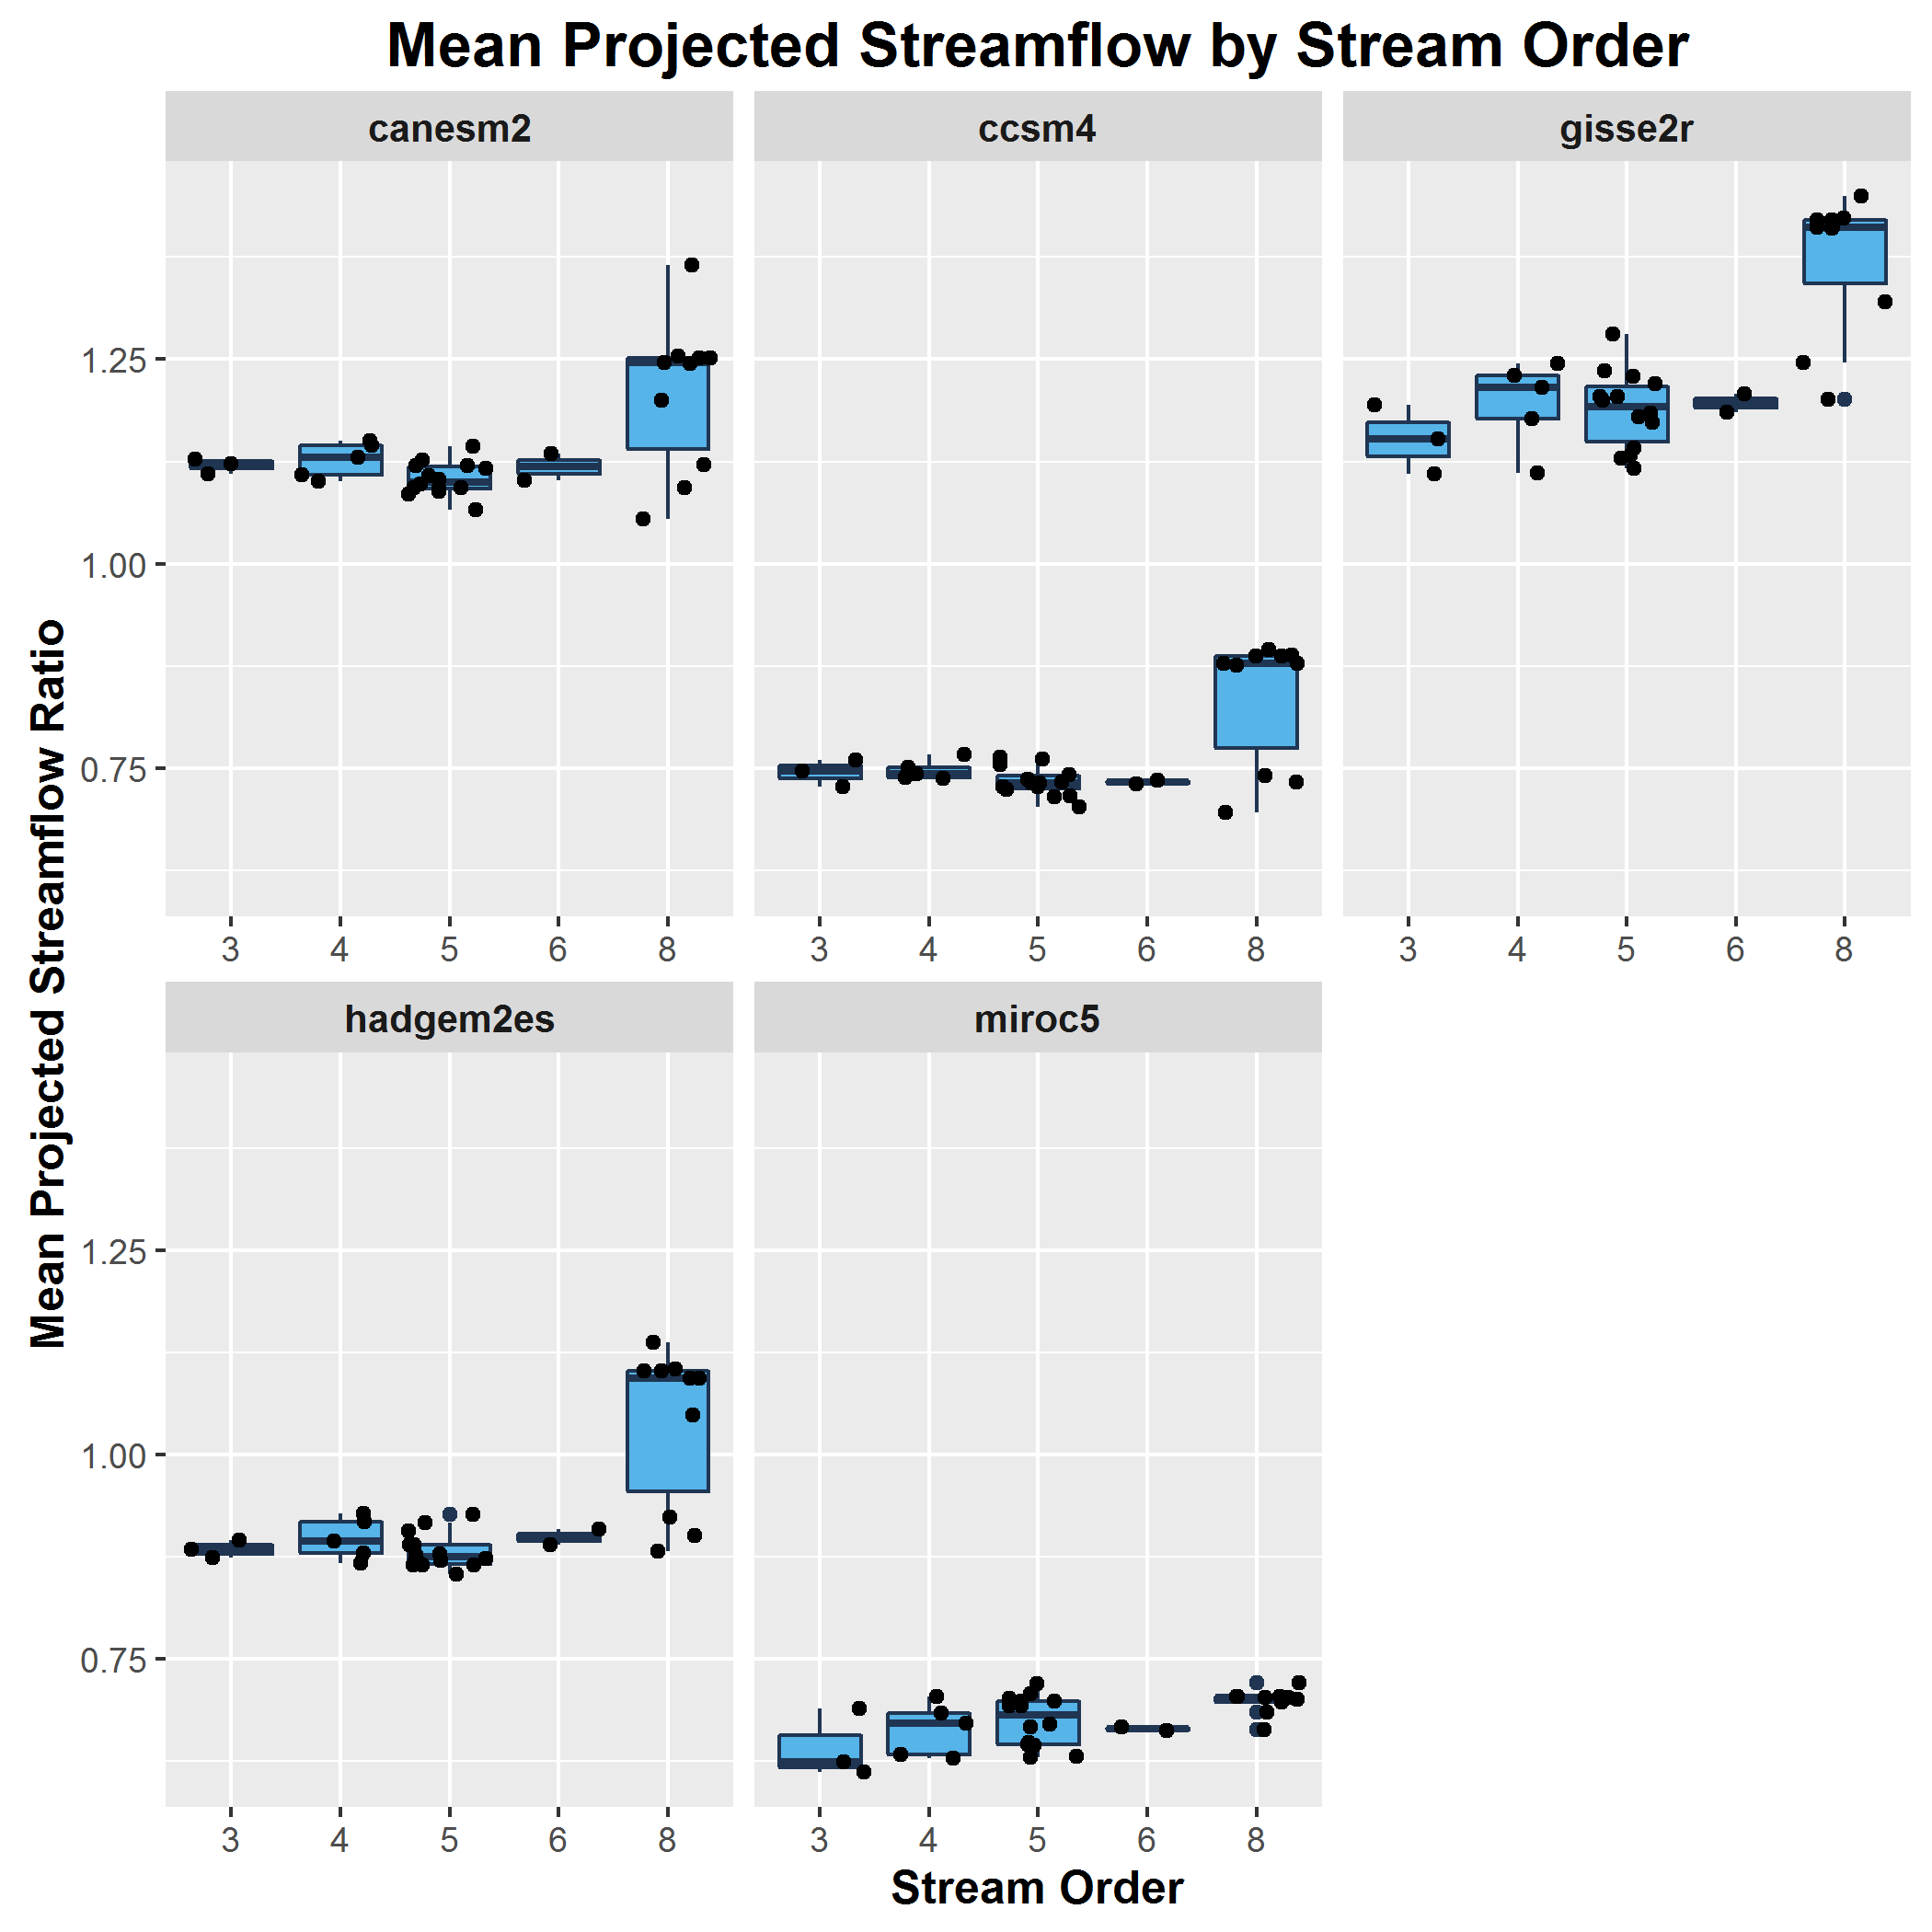 Mean Projected Streamflow by Stream Order
canesm2
ccsm4
gisse2r
1.25
1.00
0.75
3 4 5 6 8
3 4 5 6 8
3 4 5 6 8
Mean Projected Streamflow Ratio
hadgem2es
miroc5
1.25
1.00
0.75
3 4 5 6 8
3 4 5 6 8
Stream Order